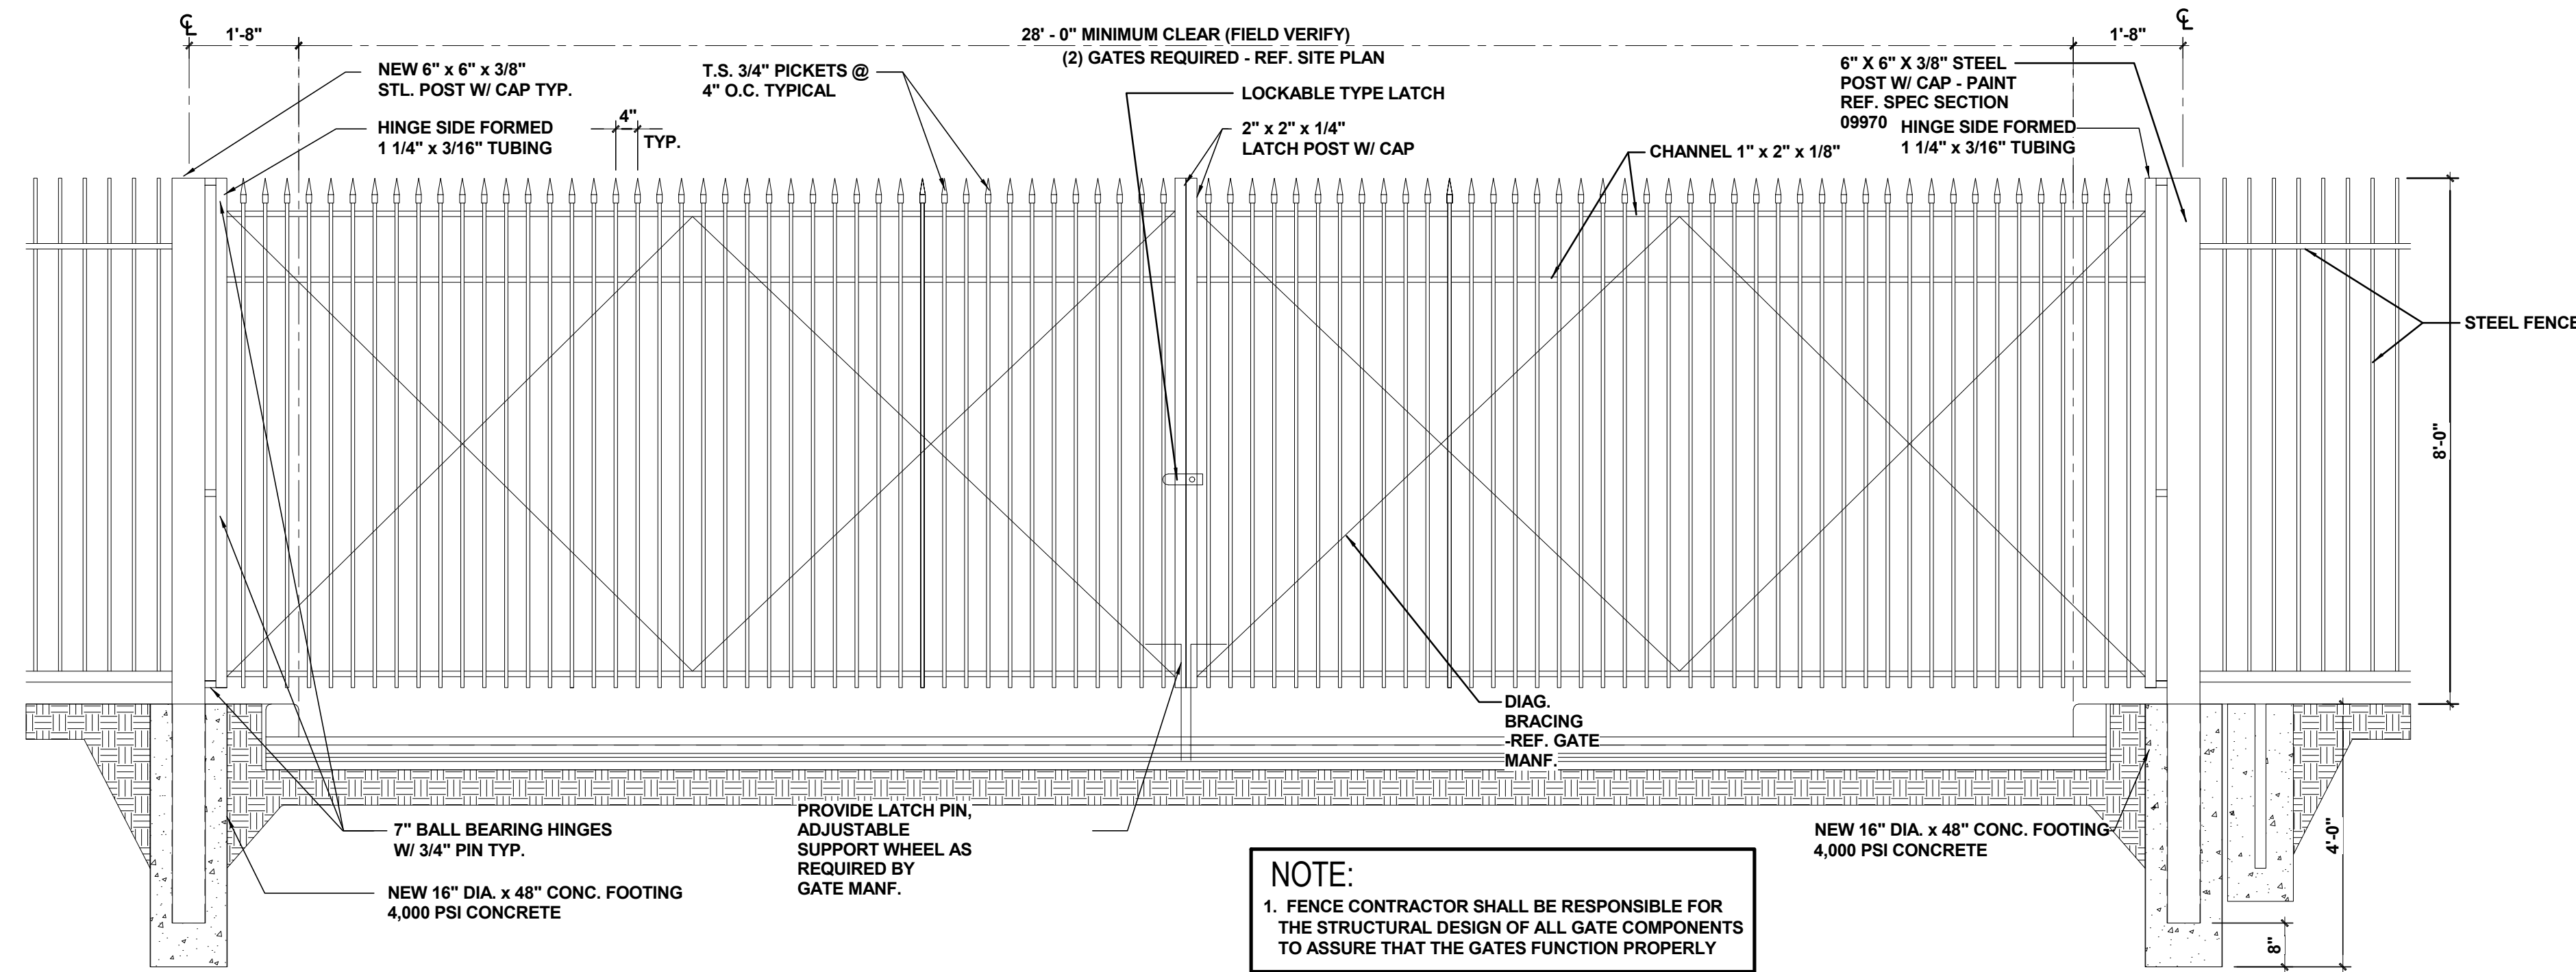 ℄
℄
1'-8"
28' - 0" MINIMUM CLEAR (FIELD VERIFY)
1'-8"
(2) GATES REQUIRED - REF. SITE PLAN
NEW 6" x 6" x 3/8"
STL. POST W/ CAP TYP.
HINGE SIDE FORMED
1 1/4" x 3/16" TUBING
4"
TYP.
T.S. 3/4" PICKETS @
4" O.C. TYPICAL
LOCKABLE TYPE LATCH
2" x 2" x 1/4"
LATCH POST W/ CAP
CHANNEL 1" x 2" x 1/8"
6" X 6" X 3/8" STEEL
POST W/ CAP - PAINT
REF. SPEC SECTION
09970
HINGE SIDE FORMED
1 1/4" x 3/16" TUBING
STEEL FENCE
8'-0"
DIAG.
BRACING
-REF. GATE
MANF.
7" BALL BEARING HINGES
W/ 3/4" PIN TYP.
NEW 16" DIA. x 48" CONC. FOOTING
4,000 PSI CONCRETE
PROVIDE LATCH PIN,
ADJUSTABLE
SUPPORT WHEEL AS
REQUIRED BY
GATE MANF.
NEW 16" DIA. x 48" CONC. FOOTING
4,000 PSI CONCRETE
4'-0"
8"
NOTE:
1. FENCE CONTRACTOR SHALL BE RESPONSIBLE FOR
THE STRUCTURAL DESIGN OF ALL GATE COMPONENTS
TO ASSURE THAT THE GATES FUNCTION PROPERLY